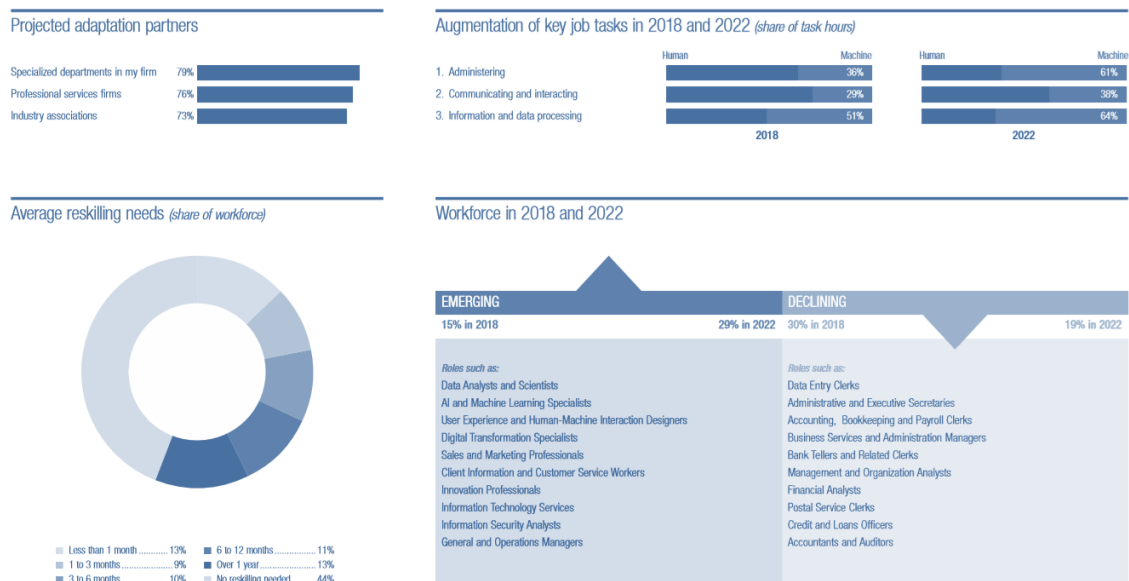 Projected adaptation partners
Specialized departments in my firm 79%
Professional services firms 76%
Industry associations 73%
Augmentation of key job tasks in 2018 and 2022 (share of task hours)
Human Machine Human Machine
1. Administering 36% 61%
2. Communicating and interacting 29% 38%
3. Information and data processing 51% 64%
2018 2022
Average reskilling needs (share of workforce)
Less than 1 month ............ 13% 6 to 12 months ................ 11%
1 to 3 months .................. 9% Over 1 year .................... 13%
3 to 6 months 10% No reskilling needed 44%
Workforce in 2018 and 2022
EMERGING
15% in 2018 29% in 2022
Roles such as:
Data Analysts and Scientists
AI and Machine Learning Specialists
User Experience and Human-Machine Interaction Designers
Digital Transformation Specialists
Sales and Marketing Professionals
Client Information and Customer Service Workers
Innovation Professionals
Information Technology Services
Information Security Analysts
General and Operations Managers
DECLINING
30% in 2018 19% in 2022
Roles such as:
Data Entry Clerks
Administrative and Executive Secretaries
Accounting, Bookkeeping and Payroll Clerks
Business Services and Administration Managers
Bank Tellers and Related Clerks
Management and Organization Analysts
Financial Analysts
Postal Service Clerks
Credit and Loans Officers
Accountants and Auditors